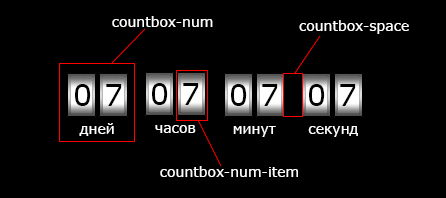 countbox-num
countbox-space
07 07 07 07
дней часов минут секунд
countbox-num-item